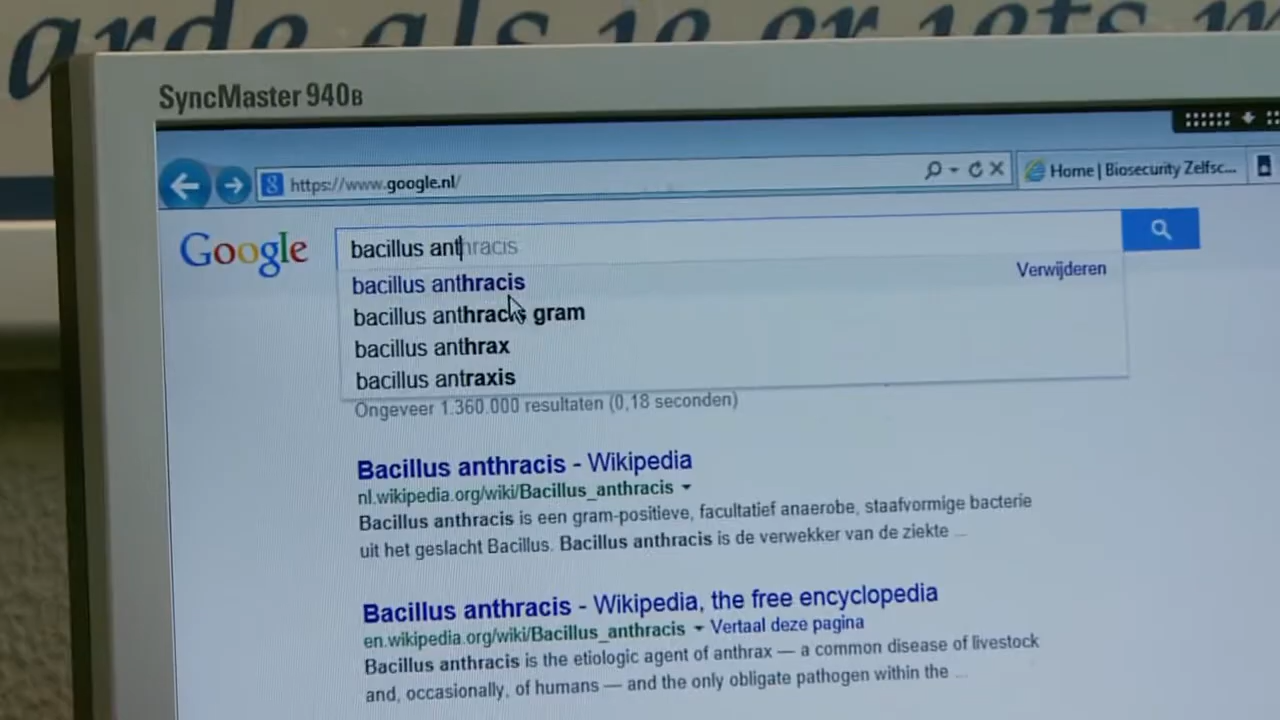 arde als je er iets
SyncMaster 940B
https://www.google.nl/
Home | Biosecurity Zelfsc...
Google
bacillus anthracis
bacillus anthracis
Verwijderen
bacillus anthracis gram
bacillus anthrax
bacillus antraxis
Ongeveer 1.360.000 resultaten (0,18 seconden)
Bacillus anthracis - Wikipedia
nl.wikipedia.org/wiki/Bacillus_anthracis
Bacillus anthracis is een gram-positieve, facultatief anaerobe, staafvormige bacterie
uit het geslacht Bacillus. Bacillus anthracis is de verwekker van de ziekte ...
Bacillus anthracis - Wikipedia, the free encyclopedia
en.wikipedia.org/wiki/Bacillus_anthracis Vertaal deze pagina
Bacillus anthracis is the etiologic agent of anthrax — a common disease of livestock
and, occasionally, of humans — and the only obligate pathogen within the ...